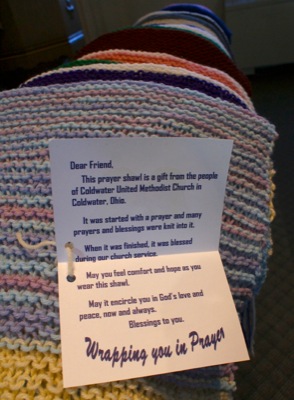 Dear Friend,
This prayer shawl is a gift from the people
of Coldwater United Methodist Church in
Coldwater, Ohio.
It was started with a prayer and many
prayers and blessings were knit into it.
When it was finished, it was blessed
during our church service.
May you feel comfort and hope as you
wear this shawl.
May it encircle you in God's love and
peace, now and always.
Blessings to you.
Wrapping you in Prayer